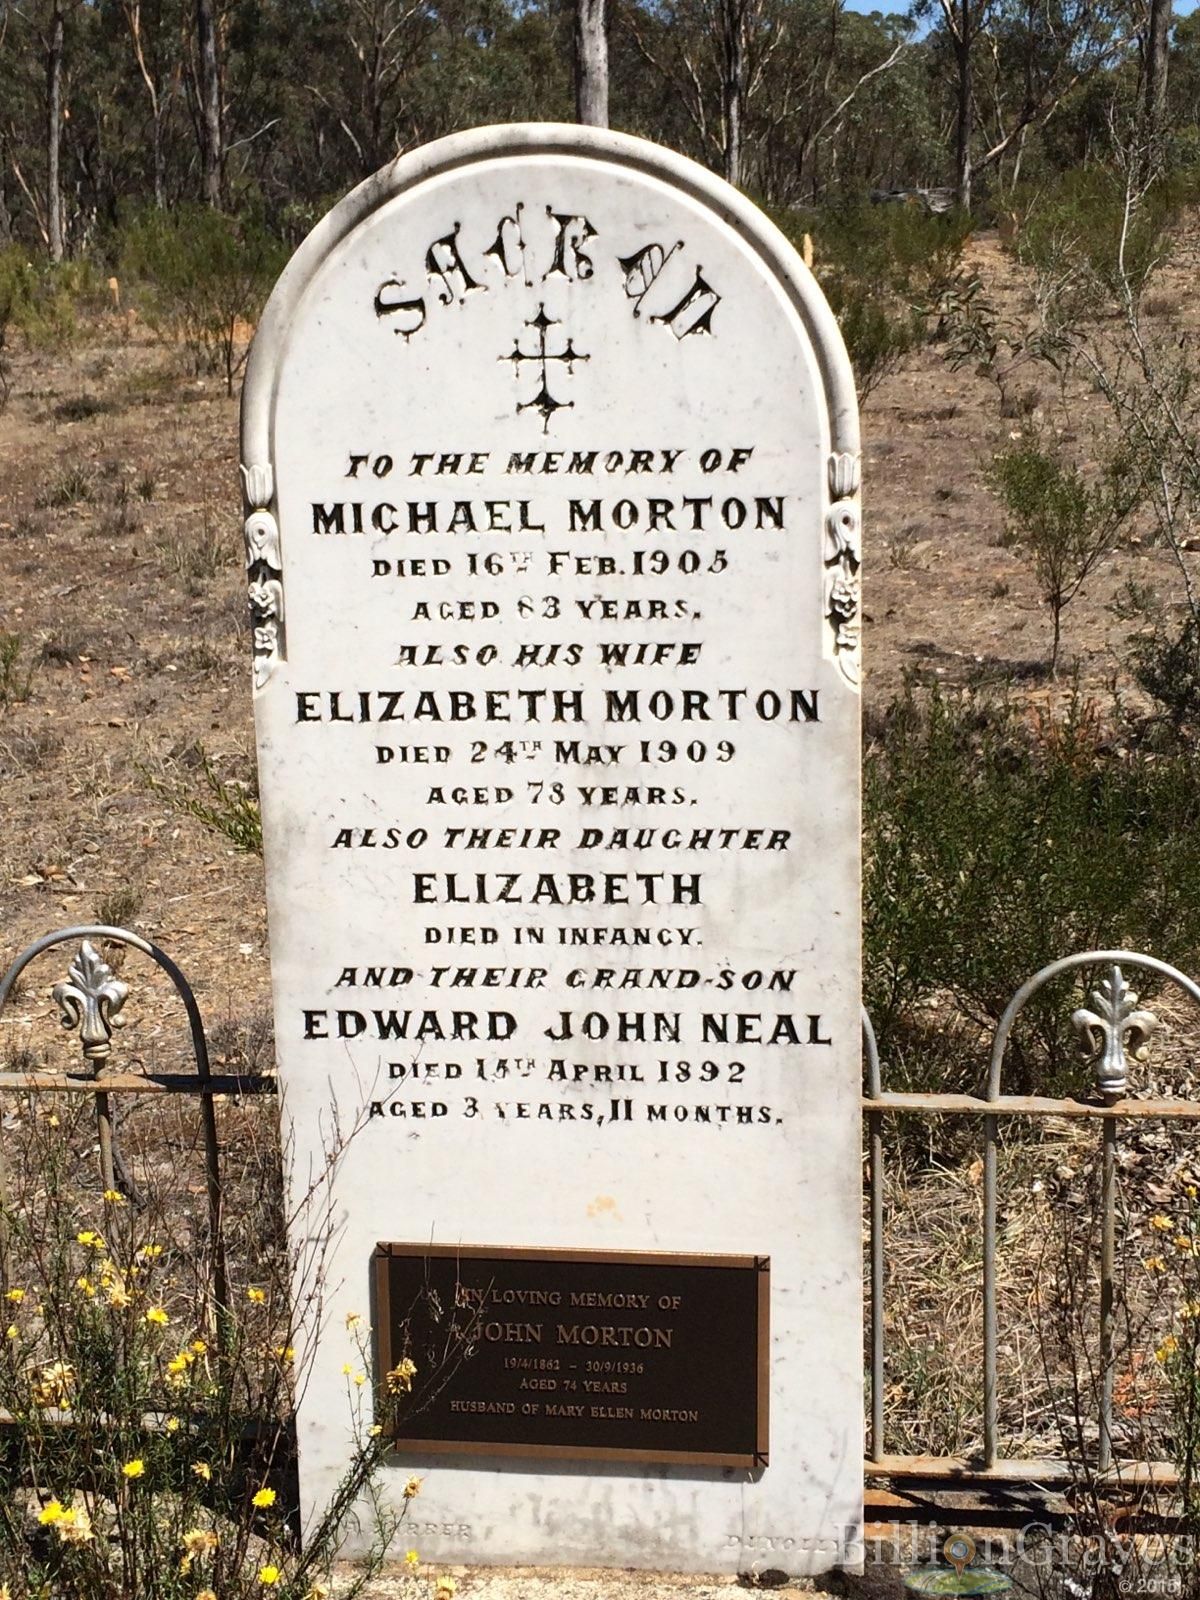 SACRED
TO THE MEMORY OF
MICHAEL MORTON
DIED 16TH FEB. 1905
AGED 83 YEARS.
ALSO HIS WIFE
ELIZABETH MORTON
DIED 24TH MAY 1909
AGED 78 YEARS.
ALSO THEIR DAUGHTER
ELIZABETH
DIED IN INFANCY.
AND THEIR GRAND-SON
EDWARD JOHN NEAL
DIED 15TH APRIL 1892
AGED 3 YEARS, 11 MONTHS.
IN LOVING MEMORY OF
JOHN MORTON
19/4/1862 – 30/9/1936
AGED 74 YEARS
HUSBAND OF MARY ELLEN MORTON
DUNOLLY
BillionGraves
© 2015